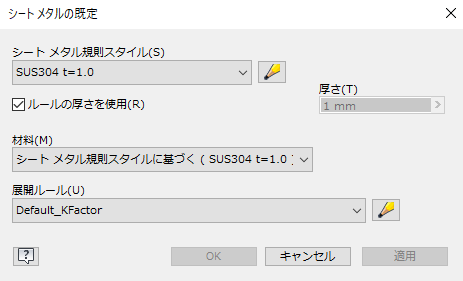 シート メタルの既定
シート メタル規則スタイル(S)
SUS304 t=1.0
ルールの厚さを使用(R)
厚さ(T)
1 mm
材料(M)
シート メタル規則スタイルに基づく ( SUS304 t=1.0 )
展開ルール(U)
Default_KFactor
OK
キャンセル
適用